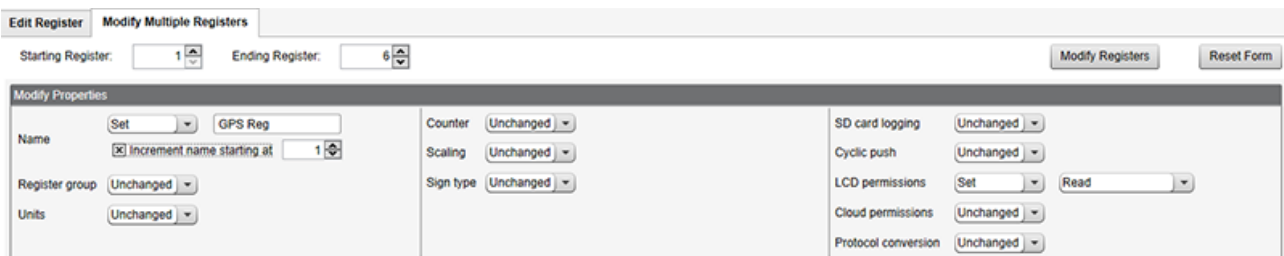 Edit Register Modify Multiple Registers
Starting Register: 1 Ending Register: 6 Modify Registers Reset Form
Modify Properties
Name Set GPS Reg
Increment name starting at 1
Register group Unchanged
Units Unchanged
Counter Unchanged
Scaling Unchanged
Sign type Unchanged
SD card logging Unchanged
Cyclic push Unchanged
LCD permissions Set Read
Cloud permissions Unchanged
Protocol conversion Unchanged